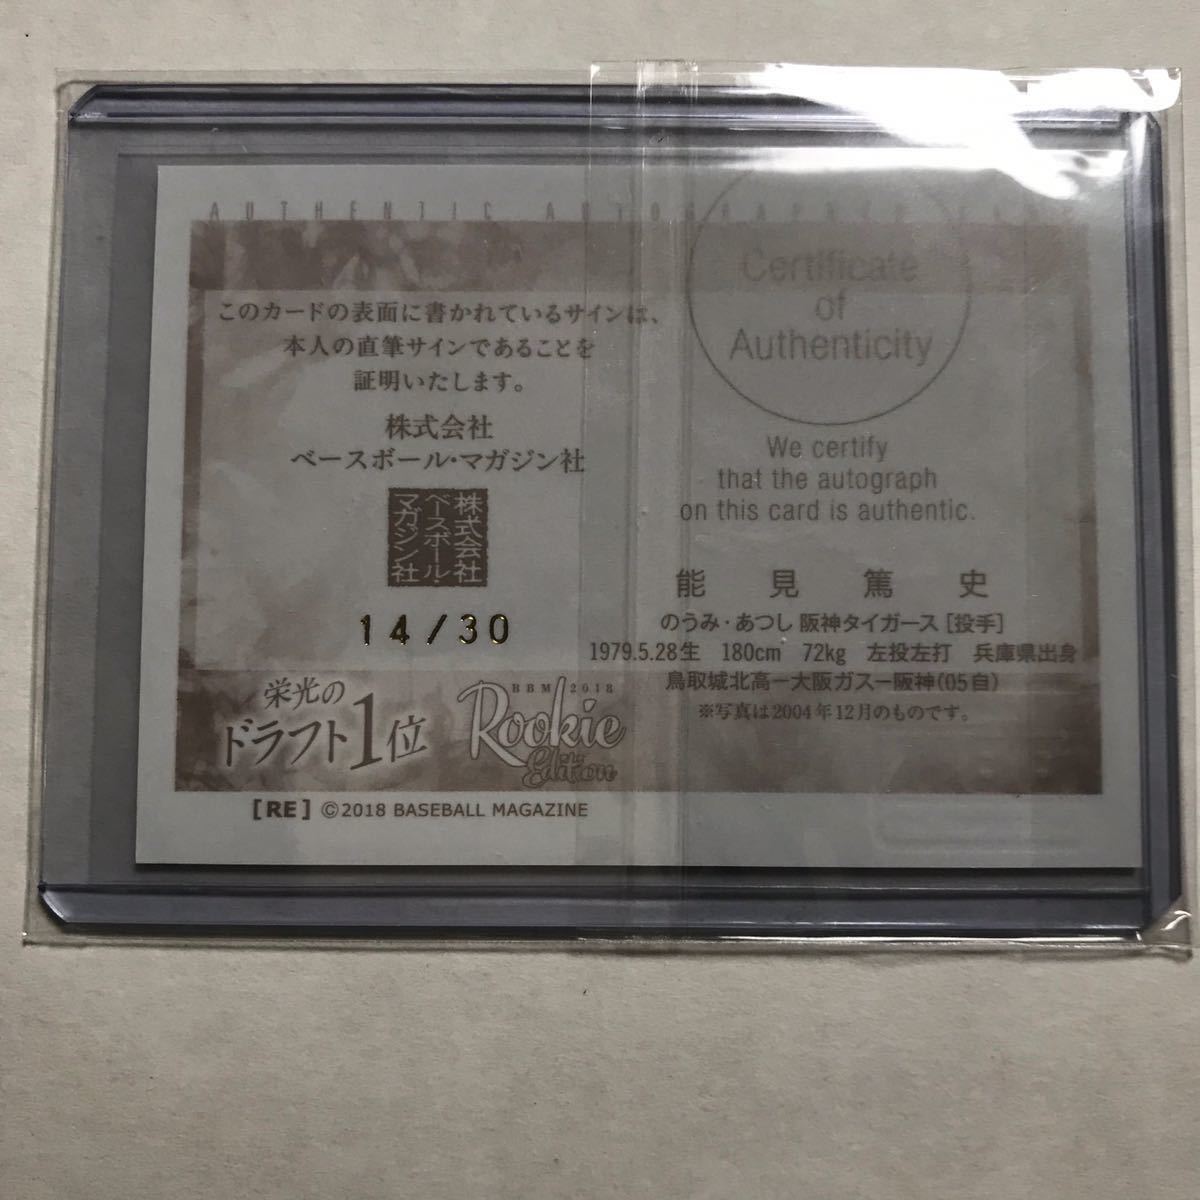 AUTHENTIC AUTOGRAPHED CARD
このカードの表面に書かれているサインは、
本人の直筆サインであることを
証明いたします。
株式会社
ベースボール・マガジン社
株式会社
ベースボール・
マガジン社
14/30
栄光の
ドラフト1位
BBM 2018
Rookie
Edition
[RE] ©2018 BASEBALL MAGAZINE
Certificate
of
Authenticity
We certify
that the autograph
on this card is authentic.
能見篤史
のうみ・あつし 阪神タイガース [投手]
1979.5.28生 180cm 72kg 左投左打 兵庫県出身
鳥取城北高ー大阪ガスー阪神(05自)
※写真は2004年12月のものです。